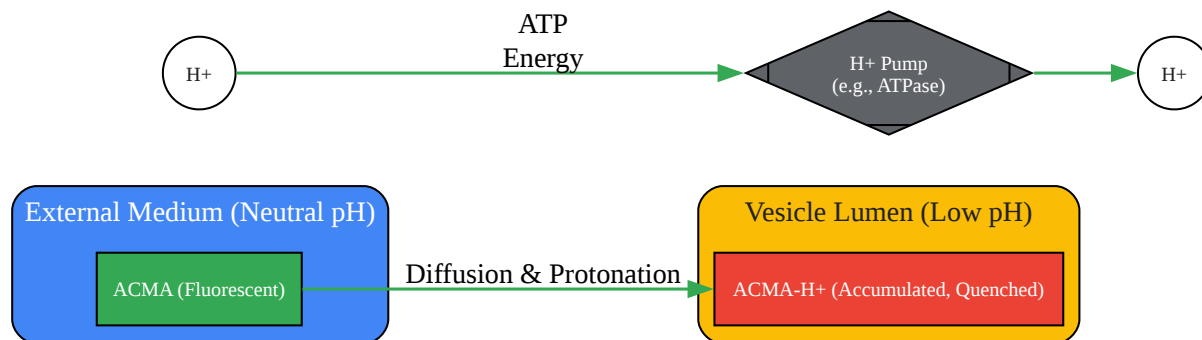 ATP
Energy
H+
H+ Pump
(e.g., ATPase)
H+
External Medium (Neutral pH)
Vesicle Lumen (Low pH)
ACMA (Fluorescent)
Diffusion & Protonation
ACMA-H+ (Accumulated, Quenched)